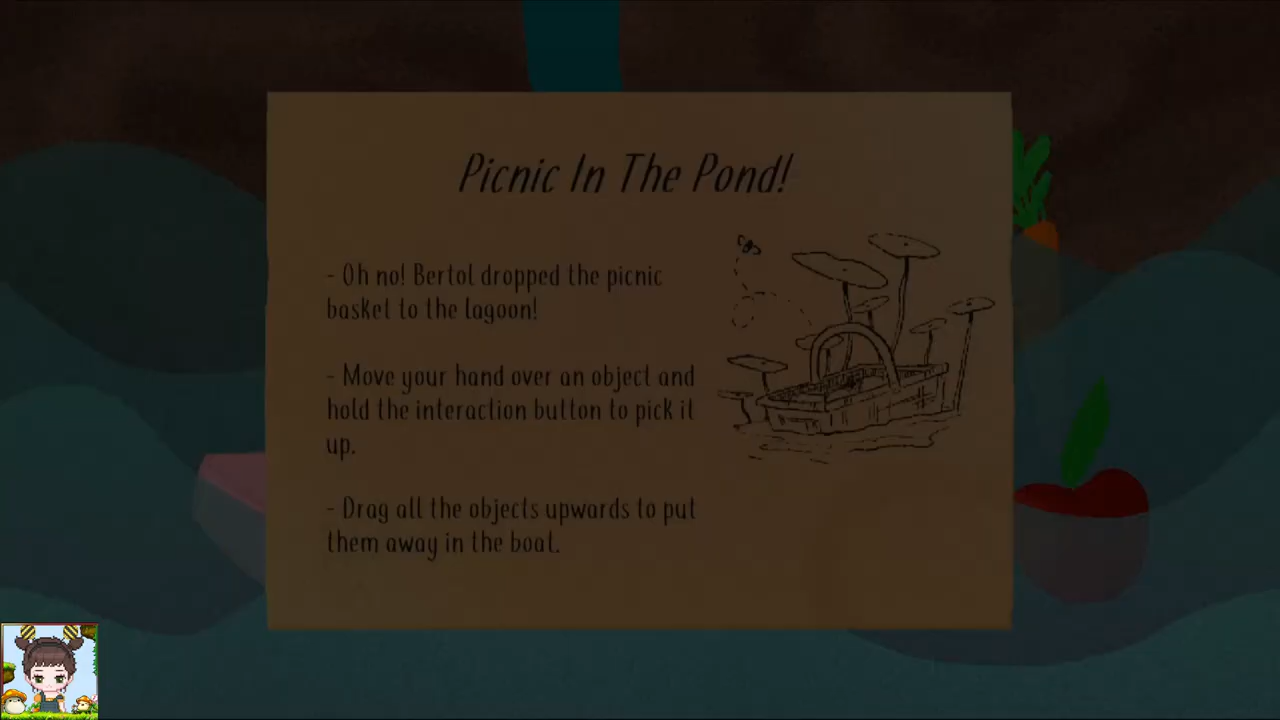 Picnic In The Pond!
- Oh no! Bertol dropped the picnic
basket to the lagoon!
- Move your hand over an object and
hold the interaction button to pick it
up.
- Drag all the objects upwards to put
them away in the boat.